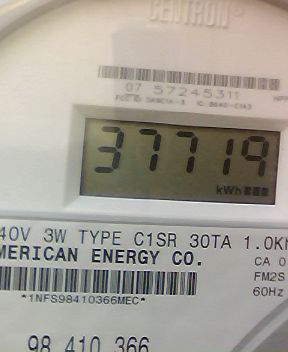 CENTRON®
07 57245311
37719
kWh
40V 3W TYPE C1SR 30TA 1.0K
MERICAN ENERGY CO.
CA 0
FM2S
60Hz
*1NFS98410366MEC*
98 410 366